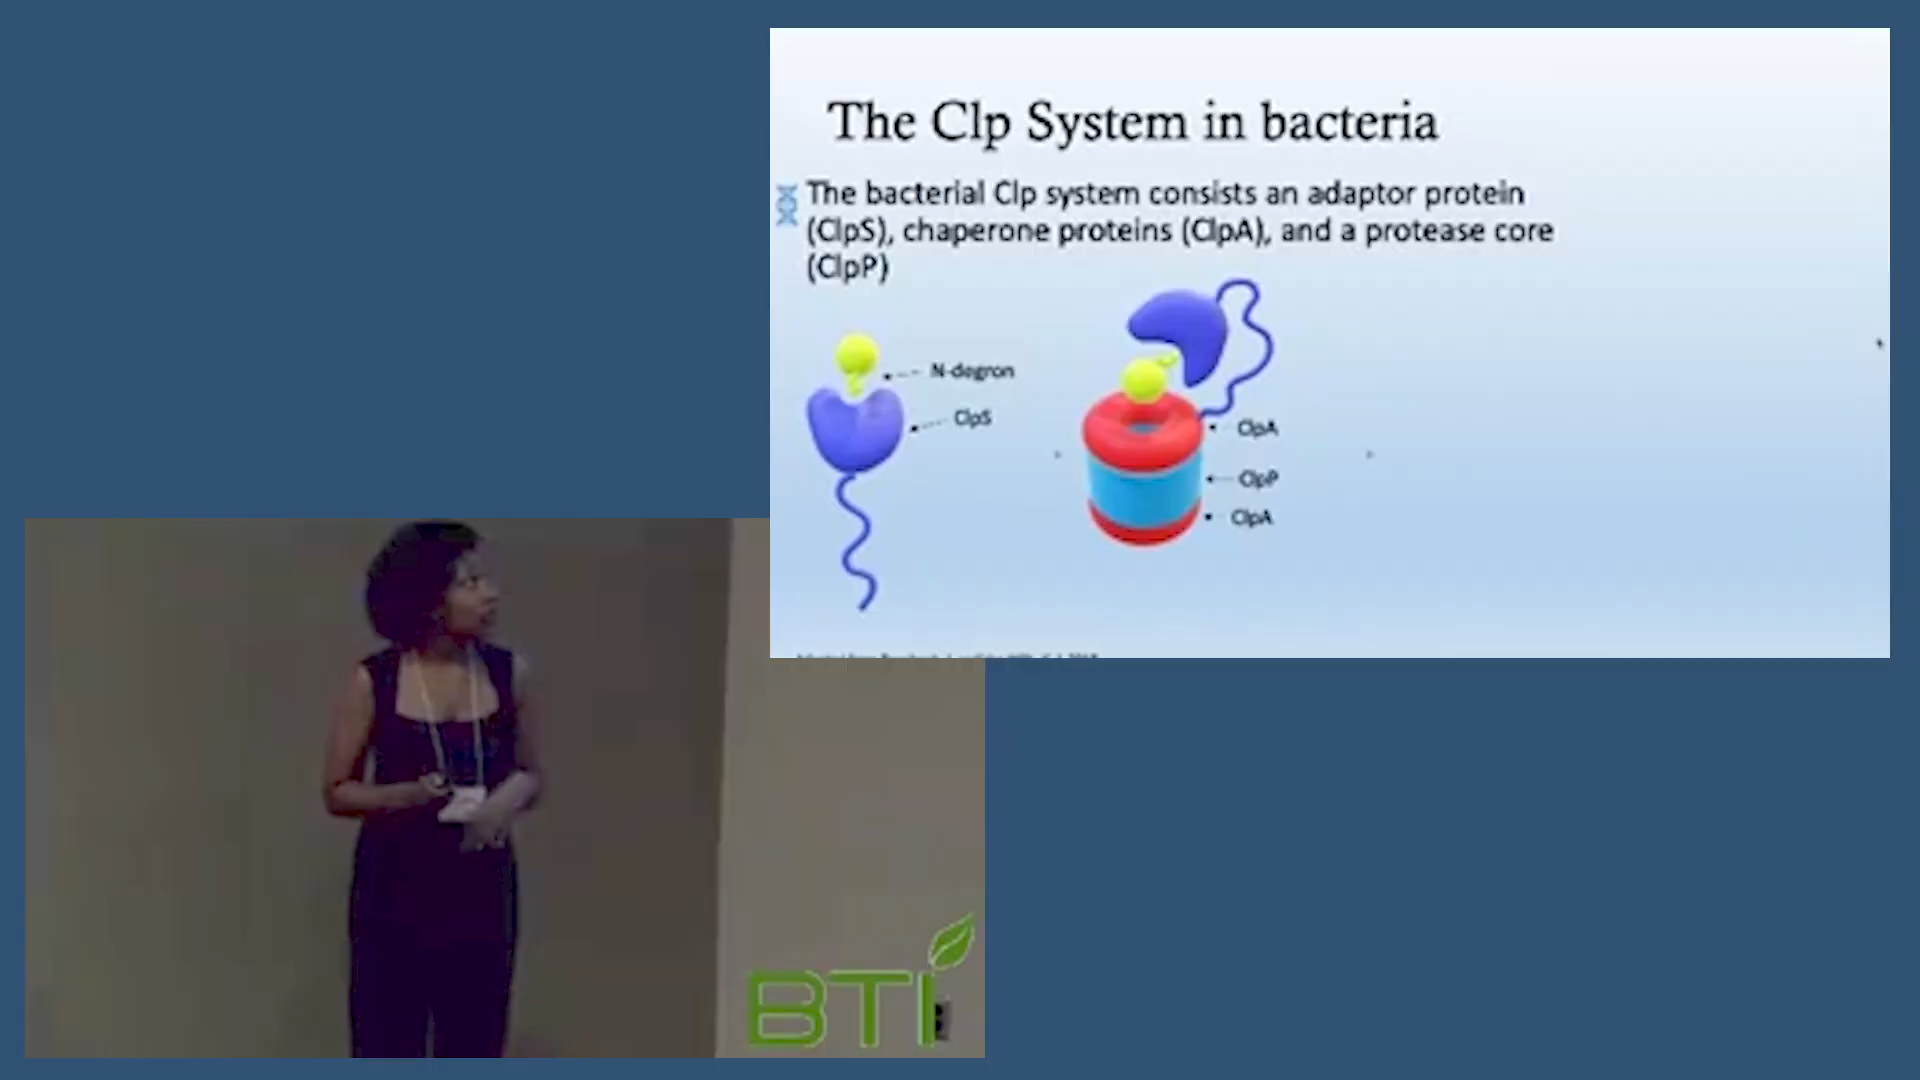 The Clp System in bacteria
The bacterial Clp system consists an adaptor protein
(ClpS), chaperone proteins (ClpA), and a protease core
(ClpP)
N-degron
ClpS
ClpA
ClpP
ClpA
BTI